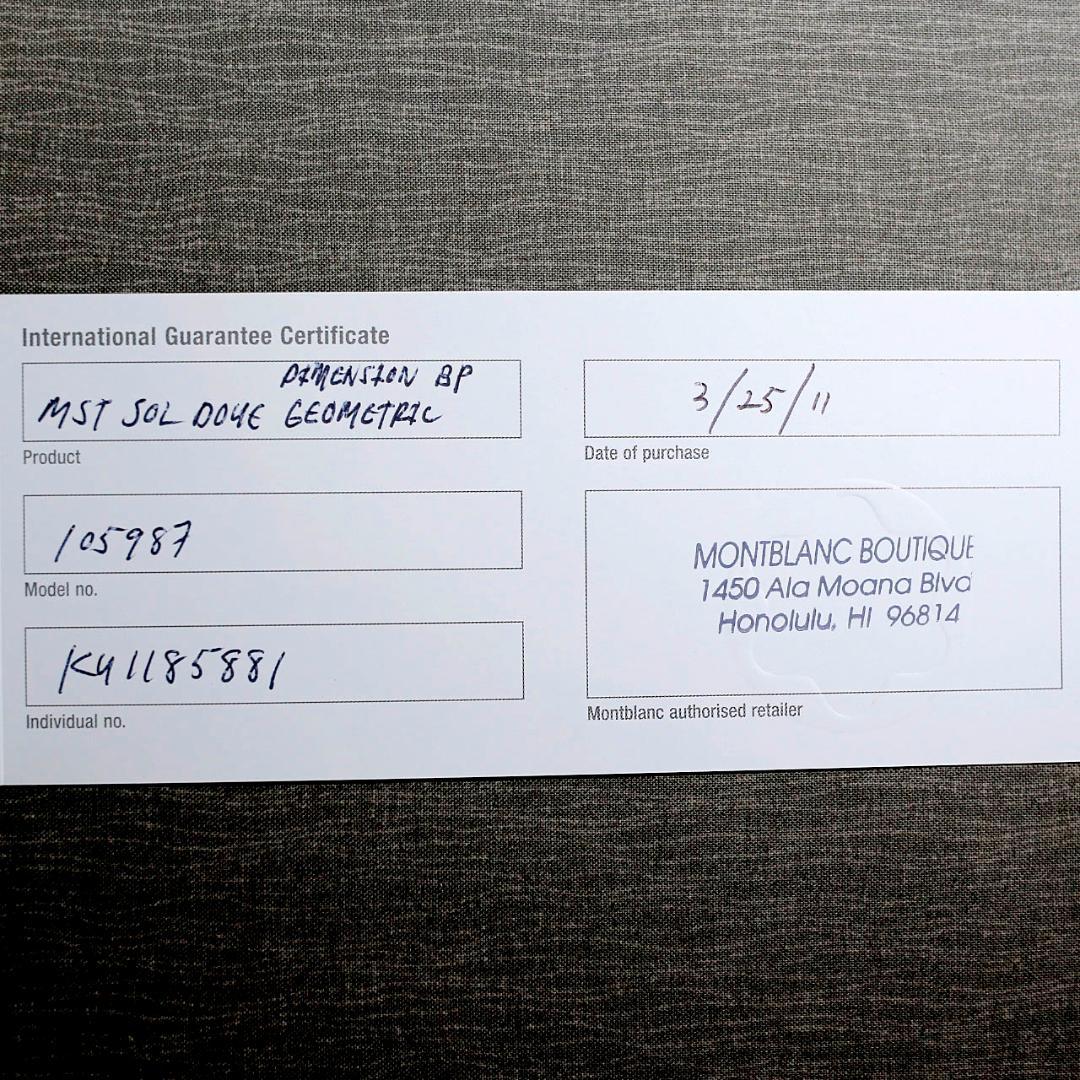 International Guarantee Certificate
DIMENSION BP
MST SOL DOUE GEOMETRIC
Product
3/25/11
Date of purchase
105987
Model no.
MONTBLANC BOUTIQUE
1450 Ala Moana Blvd
Honolulu, HI 96814
KY1185881
Individual no.
Montblanc authorised retailer